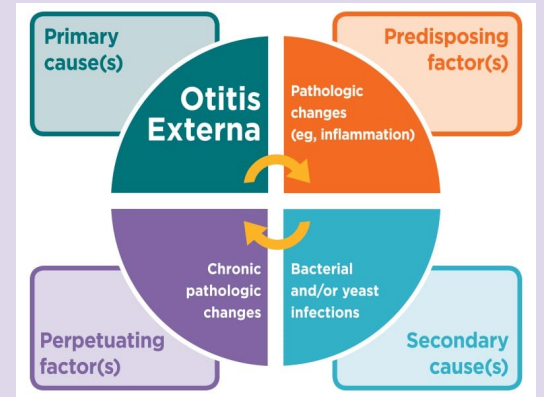 Primary
cause(s)
Predisposing
factor(s)
Otitis
Externa
Pathologic
changes
(eg, inflammation)
Chronic
pathologic
changes
Bacterial
and/or yeast
infections
Perpetuating
factor(s)
Secondary
cause(s)